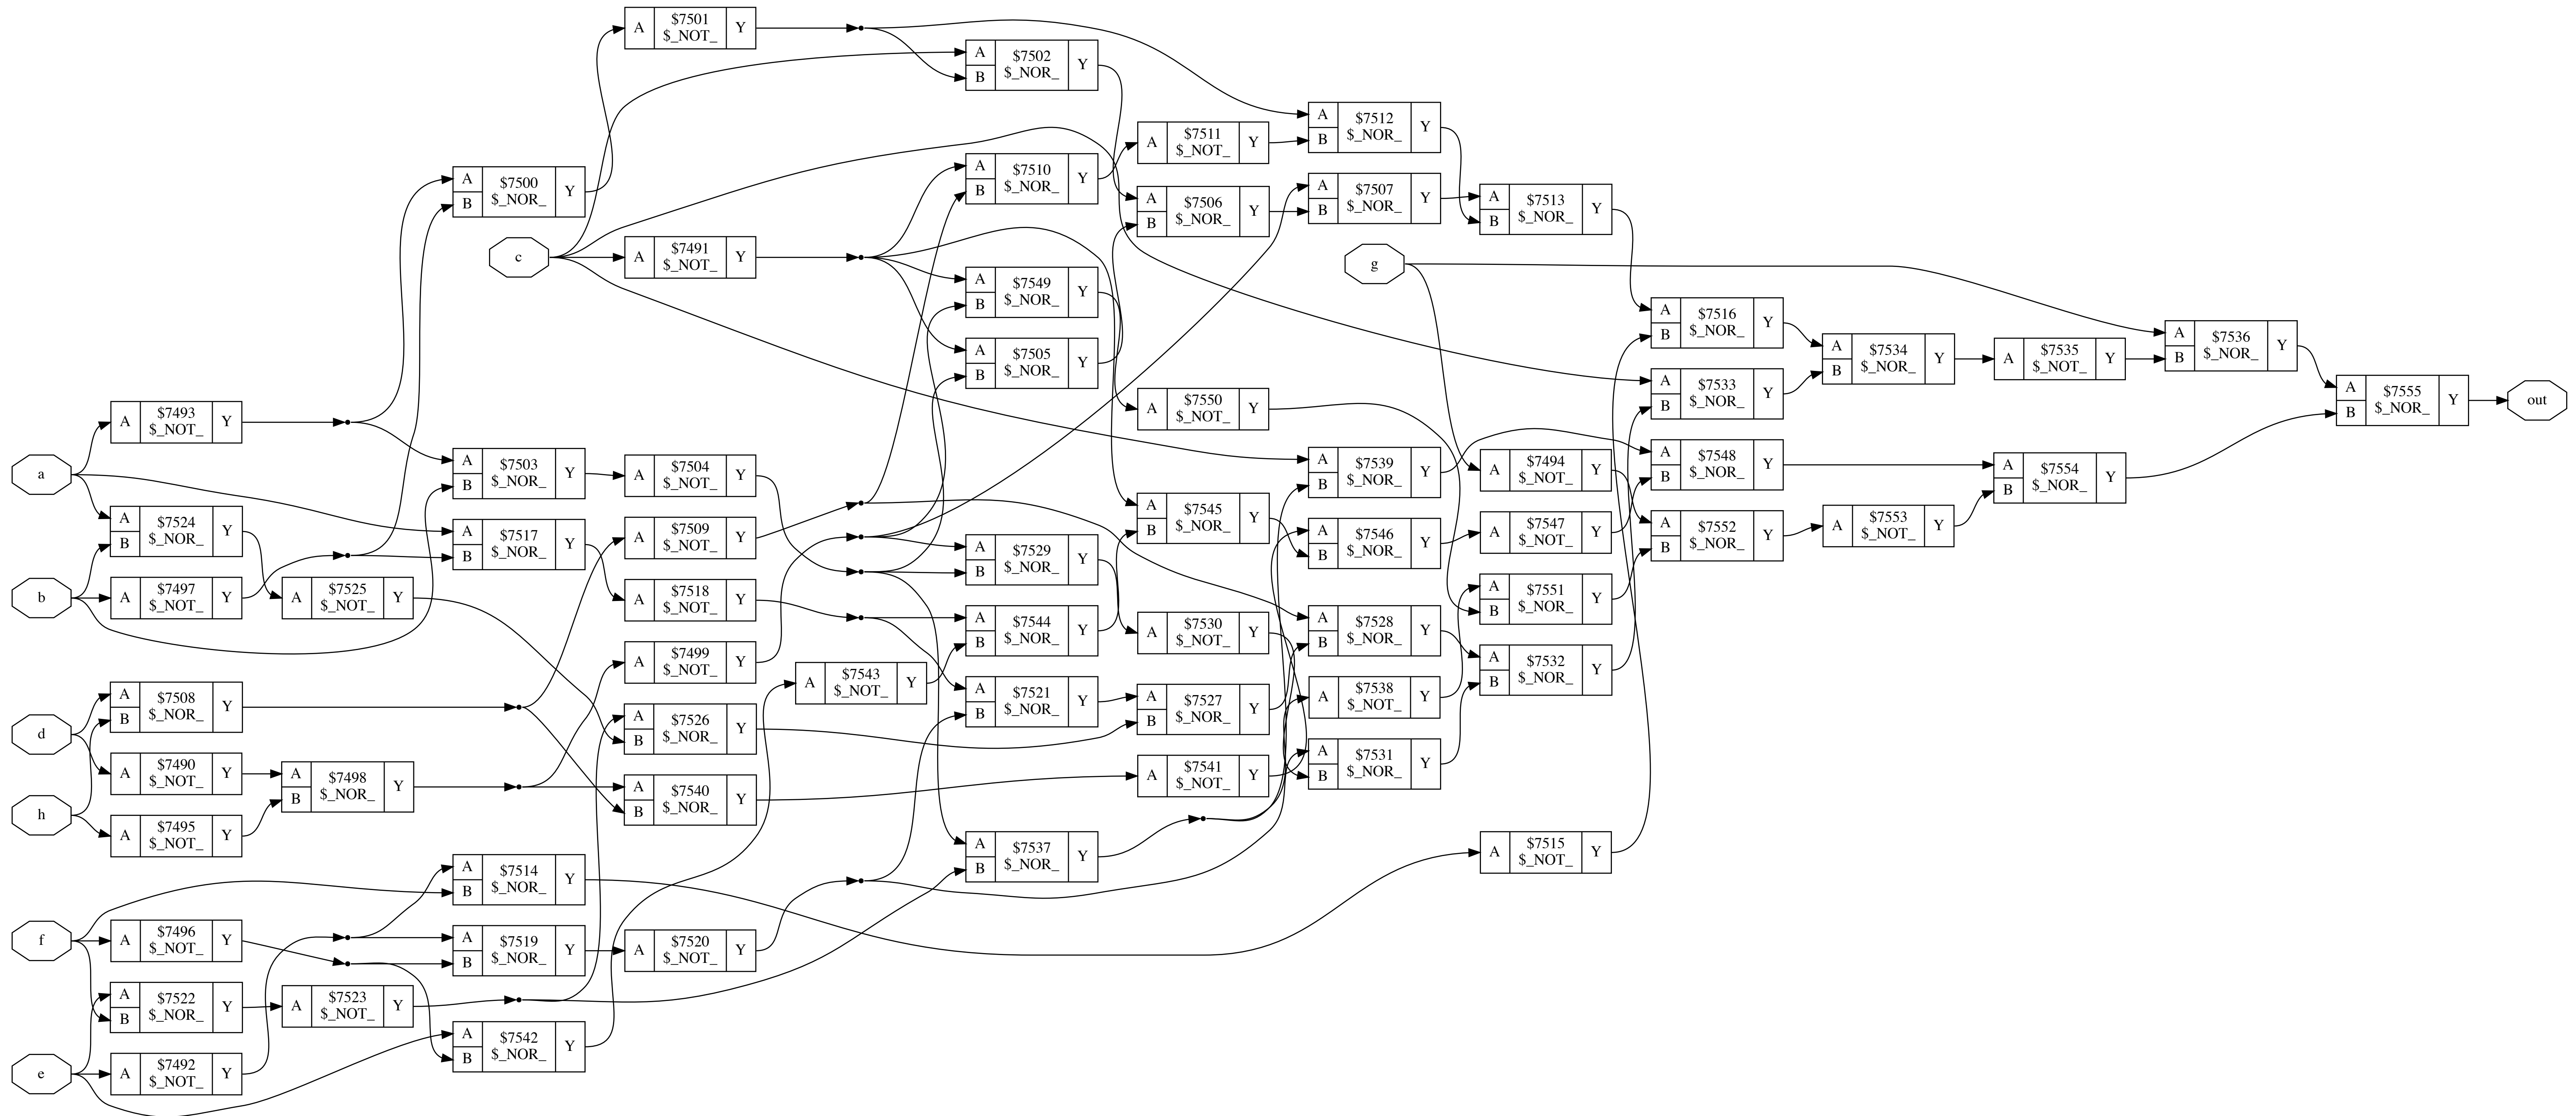 a
b
d
h
f
e
A $7493 Y
$_NOT_
A $7524 Y
B $_NOR_
A $7497 Y
$_NOT_
A $7508 Y
B $_NOR_
A $7490 Y
$_NOT_
A $7495 Y
$_NOT_
A $7496 Y
$_NOT_
A $7522 Y
B $_NOR_
A $7492 Y
$_NOT_
A $7525 Y
$_NOT_
A $7498 Y
B $_NOR_
A $7523 Y
$_NOT_
A $7500 Y
B $_NOR_
c
A $7503 Y
B $_NOR_
A $7517 Y
B $_NOR_
A $7514 Y
B $_NOR_
A $7519 Y
B $_NOR_
A $7542 Y
B $_NOR_
A $7501 Y
$_NOT_
A $7491 Y
$_NOT_
A $7504 Y
$_NOT_
A $7509 Y
$_NOT_
A $7518 Y
$_NOT_
A $7499 Y
$_NOT_
A $7526 Y
B $_NOR_
A $7540 Y
B $_NOR_
A $7520 Y
$_NOT_
A $7543 Y
$_NOT_
A $7502 Y
B $_NOR_
A $7510 Y
B $_NOR_
A $7549 Y
B $_NOR_
A $7505 Y
B $_NOR_
A $7529 Y
B $_NOR_
A $7544 Y
B $_NOR_
A $7521 Y
B $_NOR_
A $7537 Y
B $_NOR_
A $7511 Y
$_NOT_
A $7506 Y
B $_NOR_
A $7550 Y
$_NOT_
A $7545 Y
B $_NOR_
A $7530 Y
$_NOT_
A $7527 Y
B $_NOR_
A $7541 Y
$_NOT_
A $7512 Y
B $_NOR_
A $7507 Y
B $_NOR_
g
A $7539 Y
B $_NOR_
A $7546 Y
B $_NOR_
A $7528 Y
B $_NOR_
A $7538 Y
$_NOT_
A $7531 Y
B $_NOR_
A $7513 Y
B $_NOR_
A $7494 Y
$_NOT_
A $7547 Y
$_NOT_
A $7551 Y
B $_NOR_
A $7532 Y
B $_NOR_
A $7515 Y
$_NOT_
A $7516 Y
B $_NOR_
A $7533 Y
B $_NOR_
A $7548 Y
B $_NOR_
A $7552 Y
B $_NOR_
A $7534 Y
B $_NOR_
A $7553 Y
$_NOT_
A $7535 Y
$_NOT_
A $7554 Y
B $_NOR_
A $7536 Y
B $_NOR_
A $7555 Y
B $_NOR_
out